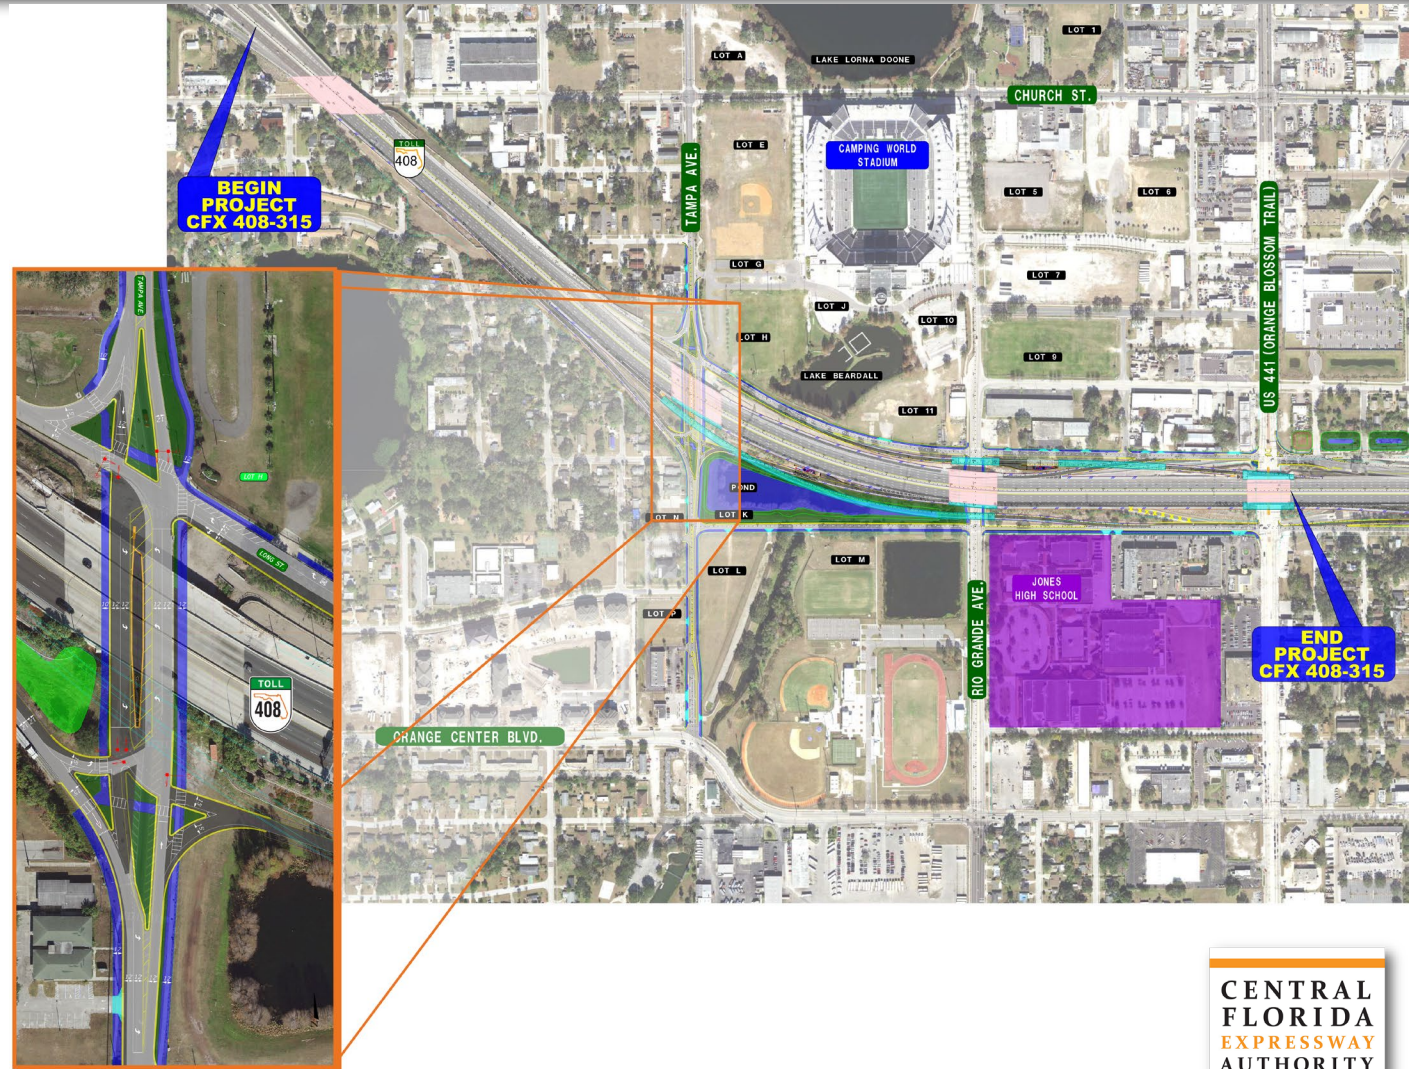 LOT 1
LOT A
LAKE LORNA DOONE
CHURCH ST.
TOLL
408
LOT E
CAMPING WORLD
STADIUM
TAMPA AVE.
BEGIN
PROJECT
CFX 408-315
LOT 5
LOT 6
US 441 (ORANGE BLOSSOM TRAIL)
LOT G
LOT 7
TAMPA AVE.
LOT J
LOT 10
LOT H
LOT 9
LAKE BEARDALL
LOT 11
LOT H
POND
LOT K
LOT N
LONG ST.
LOT M
LOT L
JONES
HIGH SCHOOL
RIO GRANDE AVE.
LOT P
END
PROJECT
CFX 408-315
TOLL
408
ORANGE CENTER BLVD.
CENTRAL
FLORIDA
EXPRESSWAY
AUTHORITY